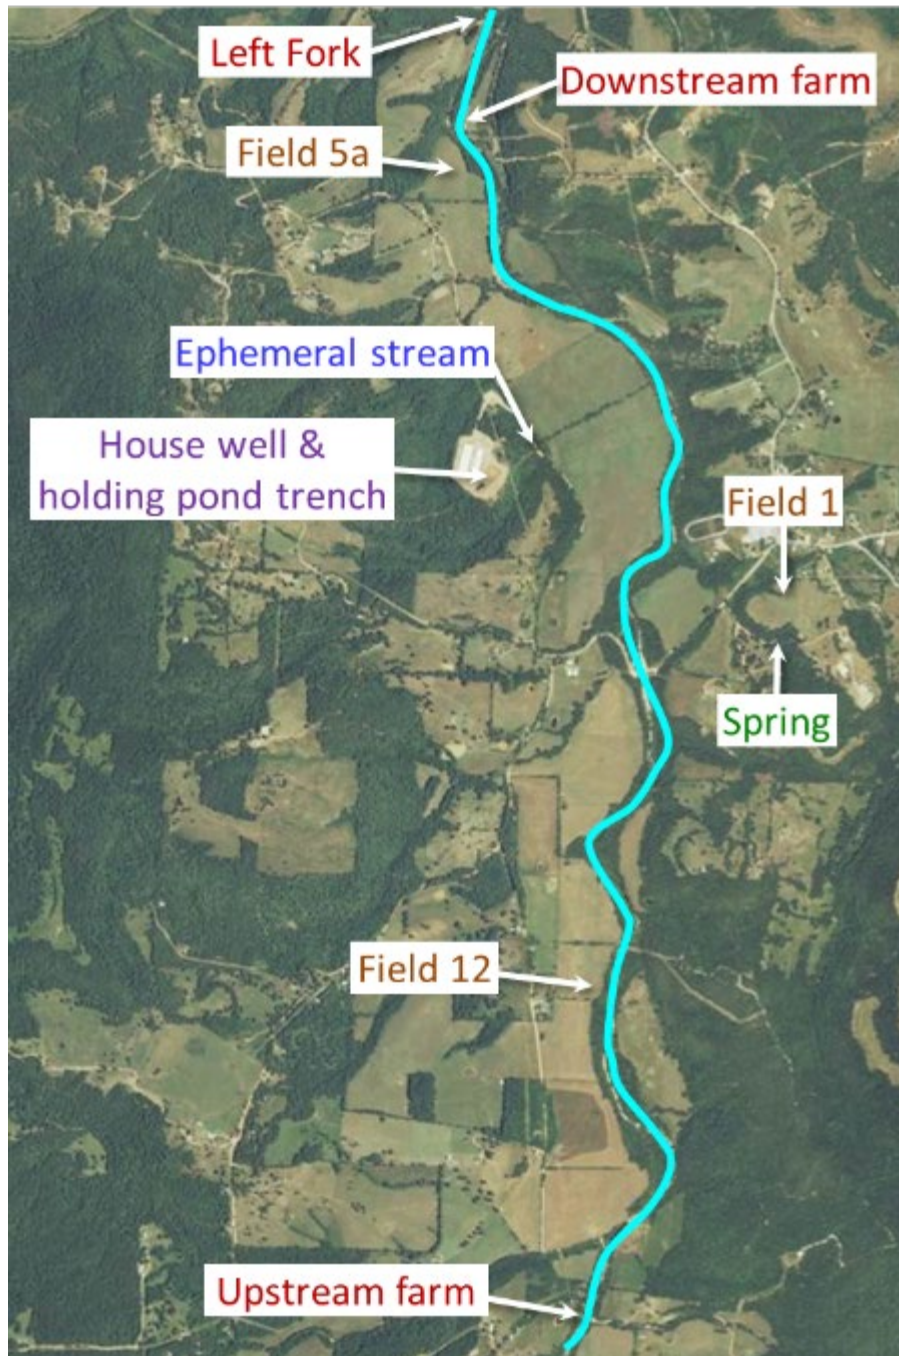 Left Fork
Downstream farm
Field 5a
Ephemeral stream
House well &
holding pond trench
Field 1
Spring
Field 12
Upstream farm